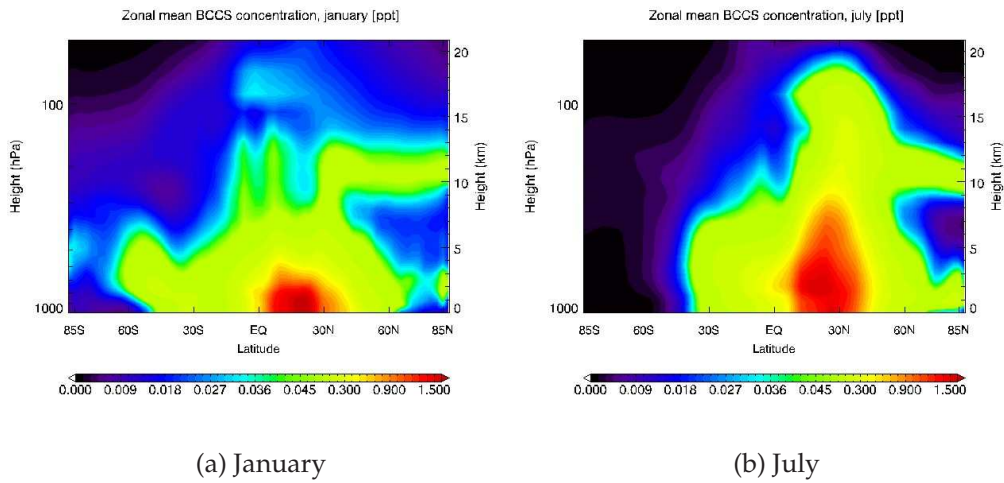 Zonal mean BCCS concentration, january [ppt]
Height (hPa)
100
1000
20
15
10
5
0
Height (km)
85S 60S 30S EQ 30N 60N 85N
Latitude
0.000 0.009 0.018 0.027 0.036 0.045 0.300 0.900 1.500
(a) January
Zonal mean BCCS concentration, july [ppt]
Height (hPa)
100
1000
20
15
10
5
0
Height (km)
85S 60S 30S EQ 30N 60N 85N
Latitude
0.000 0.009 0.018 0.027 0.036 0.045 0.300 0.900 1.500
(b) July